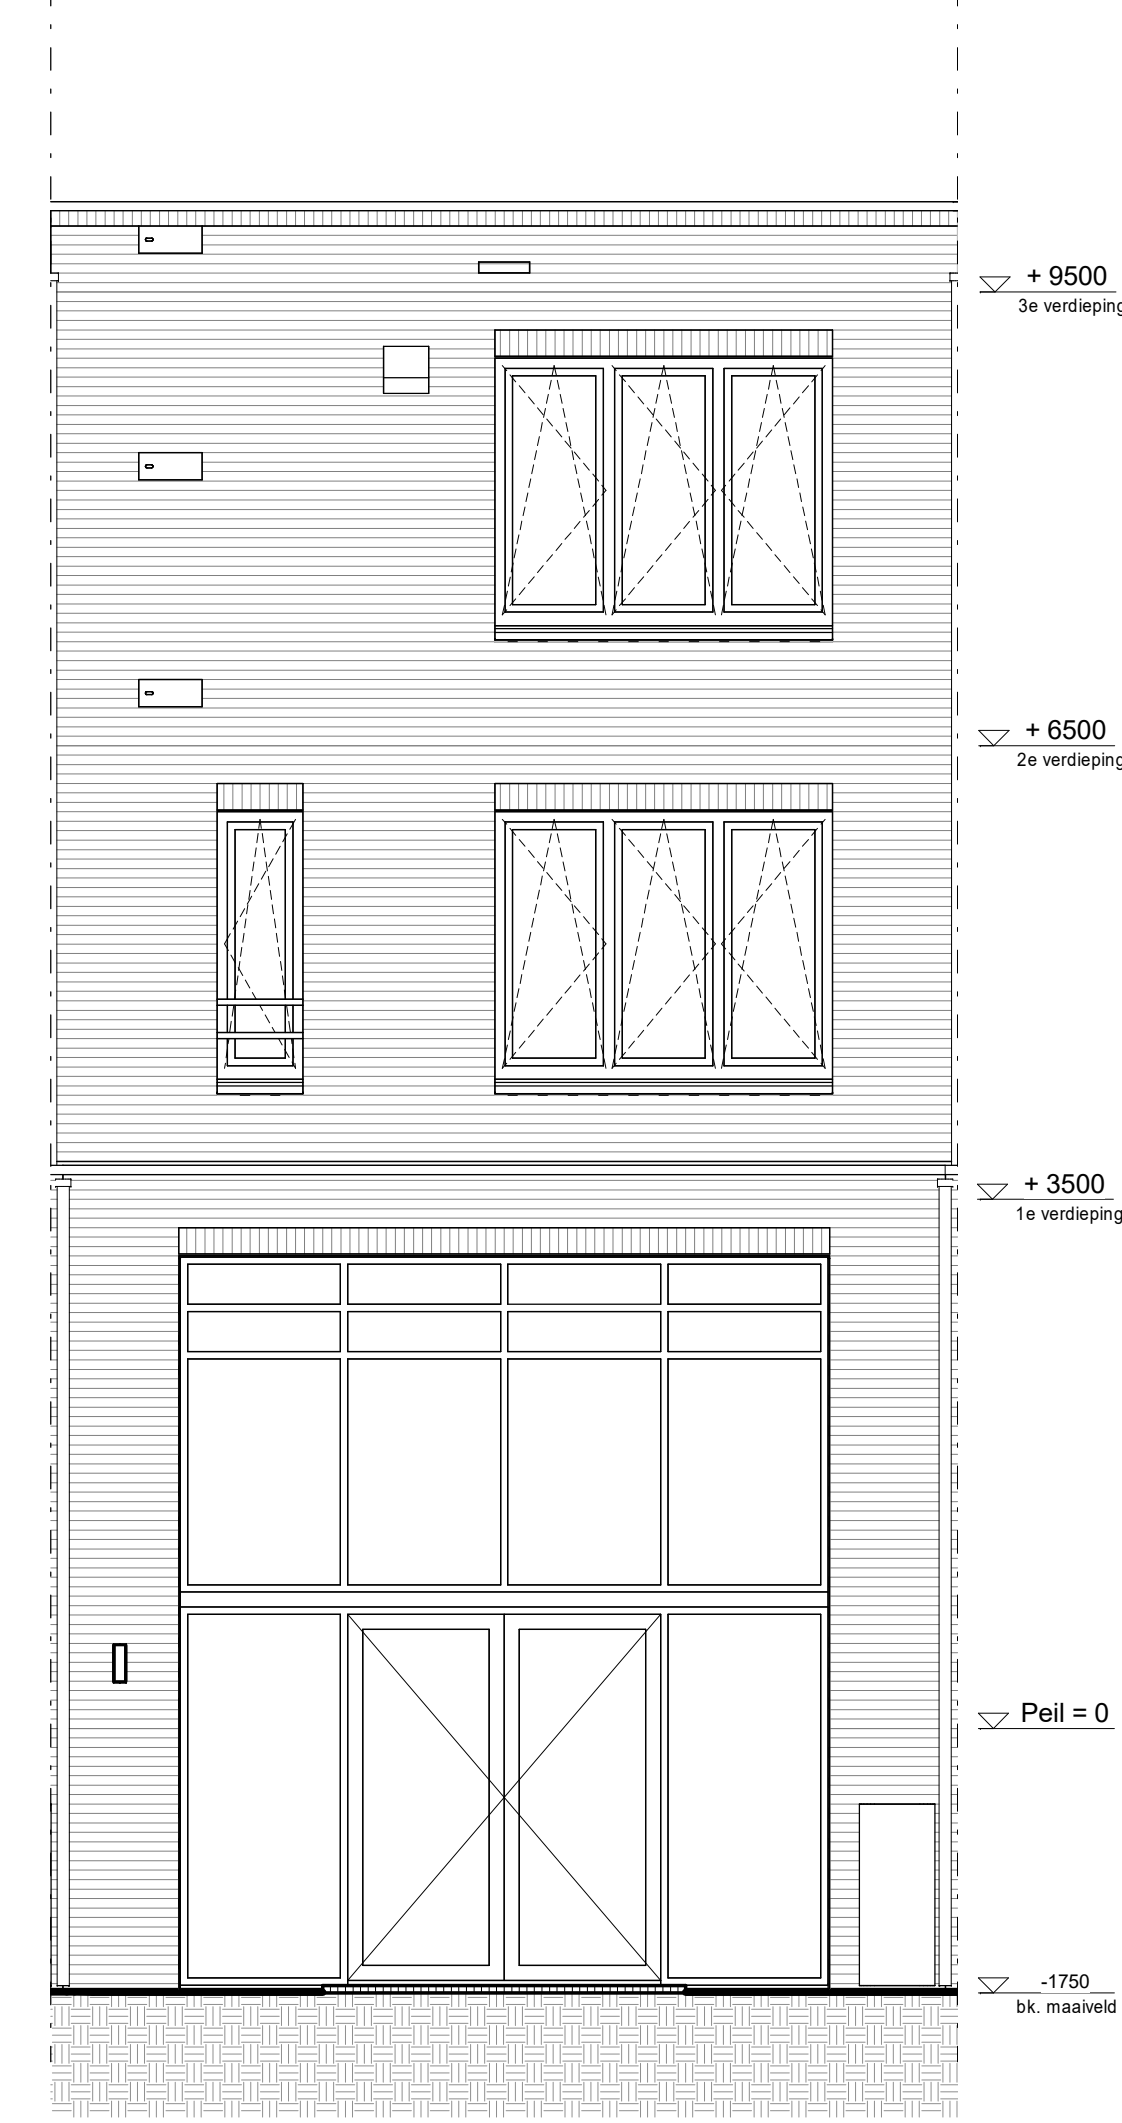 + 9500
3e verdieping
+ 6500
2e verdieping
+ 3500
1e verdieping
Peil = 0
-1750
bk. maaiveld